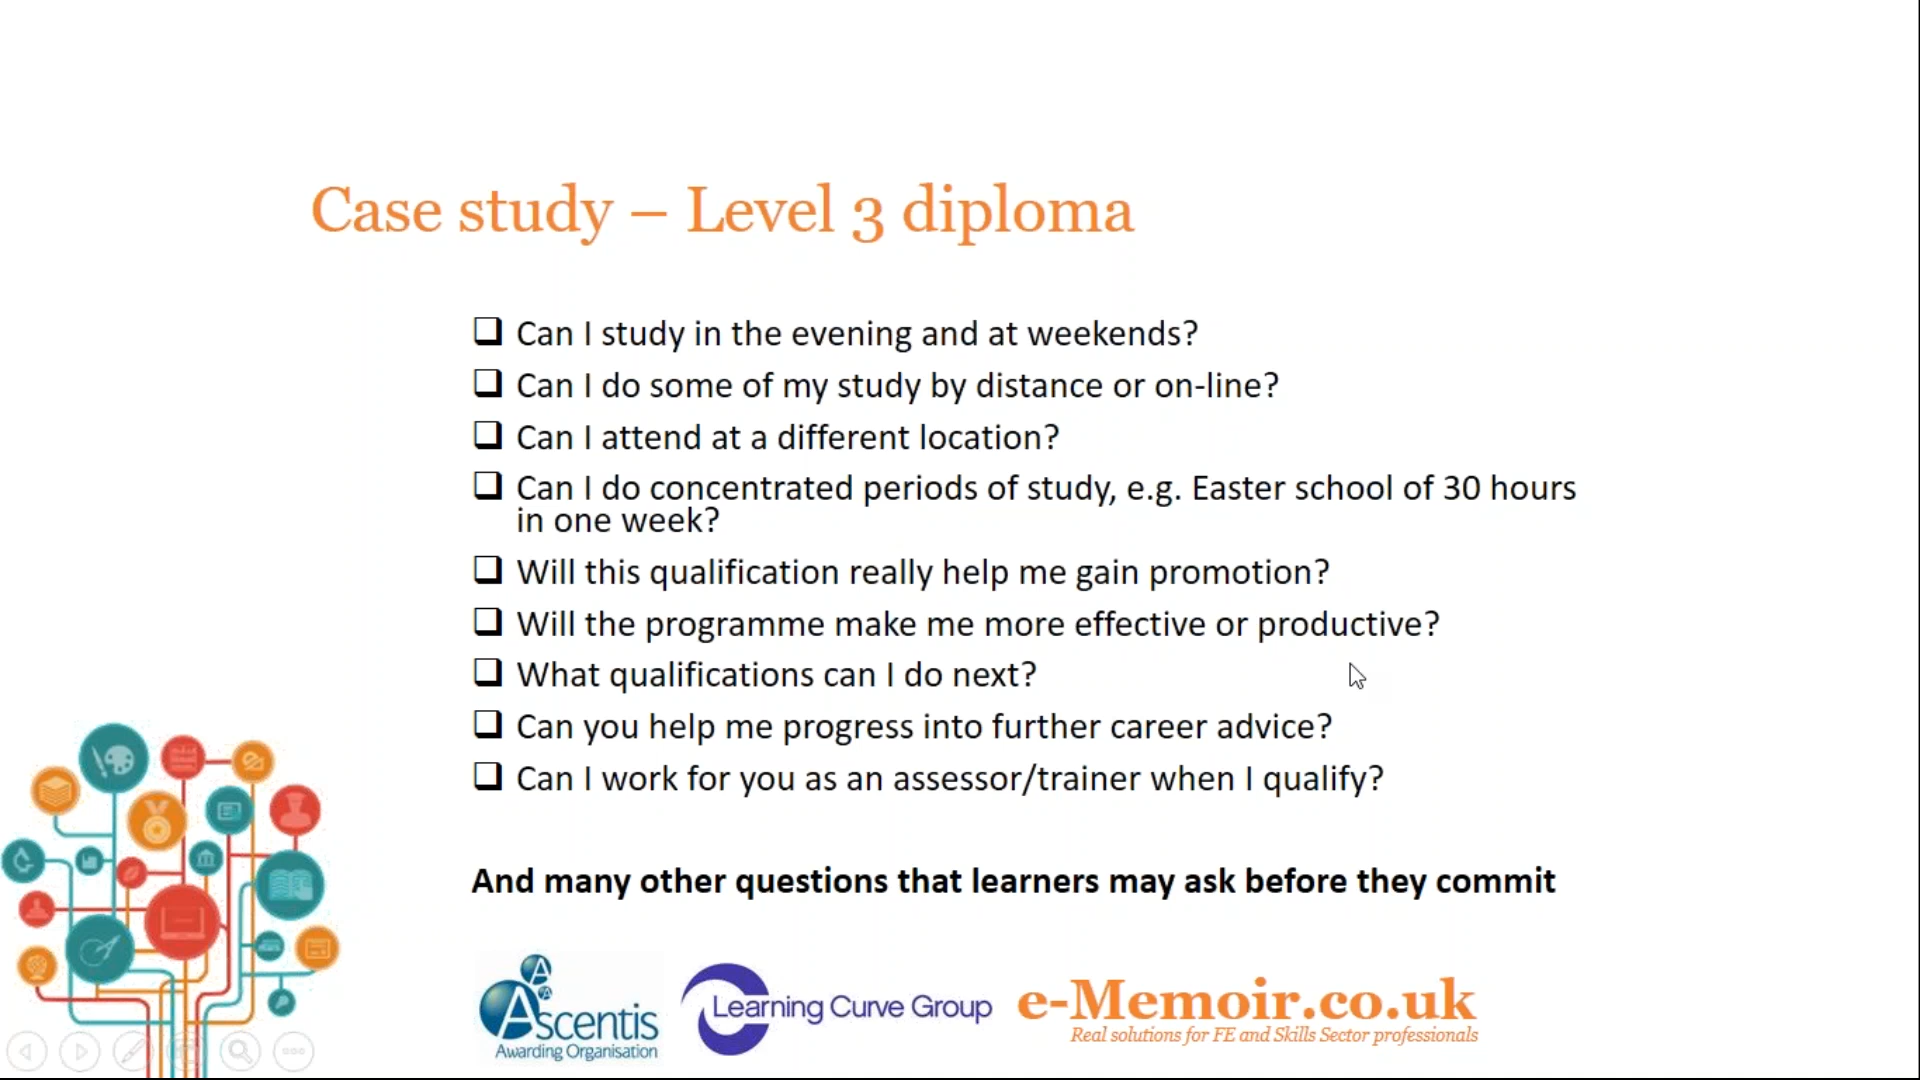 Case study – Level 3 diploma
Can I study in the evening and at weekends?
Can I do some of my study by distance or on-line?
Can I attend at a different location?
Can I do concentrated periods of study, e.g. Easter school of 30 hours
in one week?
Will this qualification really help me gain promotion?
Will the programme make me more effective or productive?
What qualifications can I do next?
Can you help me progress into further career advice?
Can I work for you as an assessor/trainer when I qualify?
And many other questions that learners may ask before they commit
A
A
Ascentis
Awarding Organisation
Learning Curve Group
e-Memoir.co.uk
Real solutions for FE and Skills Sector professionals